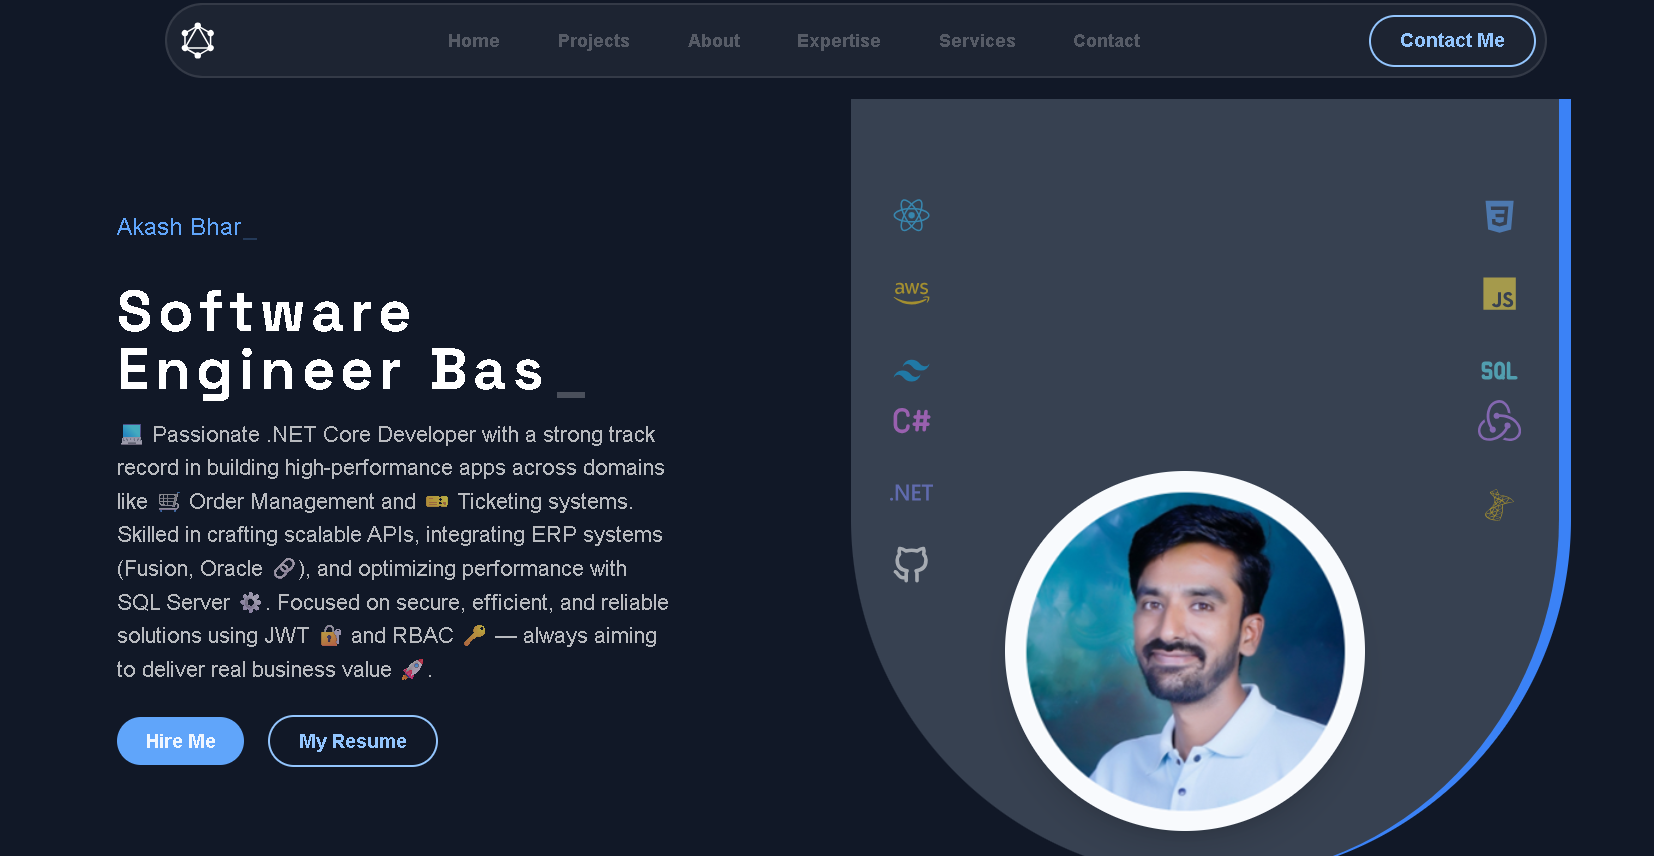 Home Projects About Expertise Services Contact Contact Me
Akash Bhar_
Software
Engineer Bas_
💻 Passionate .NET Core Developer with a strong track
record in building high-performance apps across domains
like 🛒 Order Management and 🎫 Ticketing systems.
Skilled in crafting scalable APIs, integrating ERP systems
(Fusion, Oracle 🔗), and optimizing performance with
SQL Server ⚙️. Focused on secure, efficient, and reliable
solutions using JWT 🔐 and RBAC 🔑 — always aiming
to deliver real business value 🚀.
Hire Me My Resume
3
aws
JS
SQL
C#
.NET